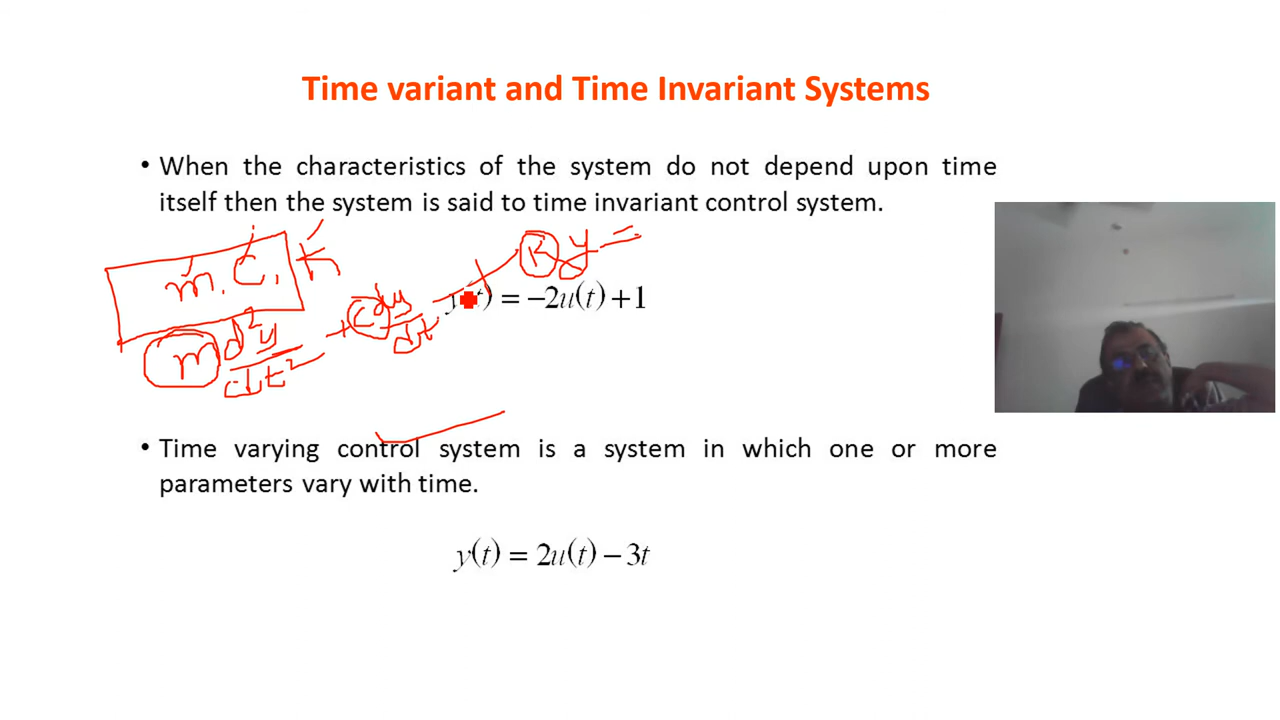 Time variant and Time Invariant Systems
• When the characteristics of the system do not depend upon time
itself then the system is said to time invariant control system.
m, C, K
y(t) = −2u(t) + 1
m d²y/dt² + C dy/dt + K y =
• Time varying control system is a system in which one or more
parameters vary with time.
y(t) = 2u(t) − 3t